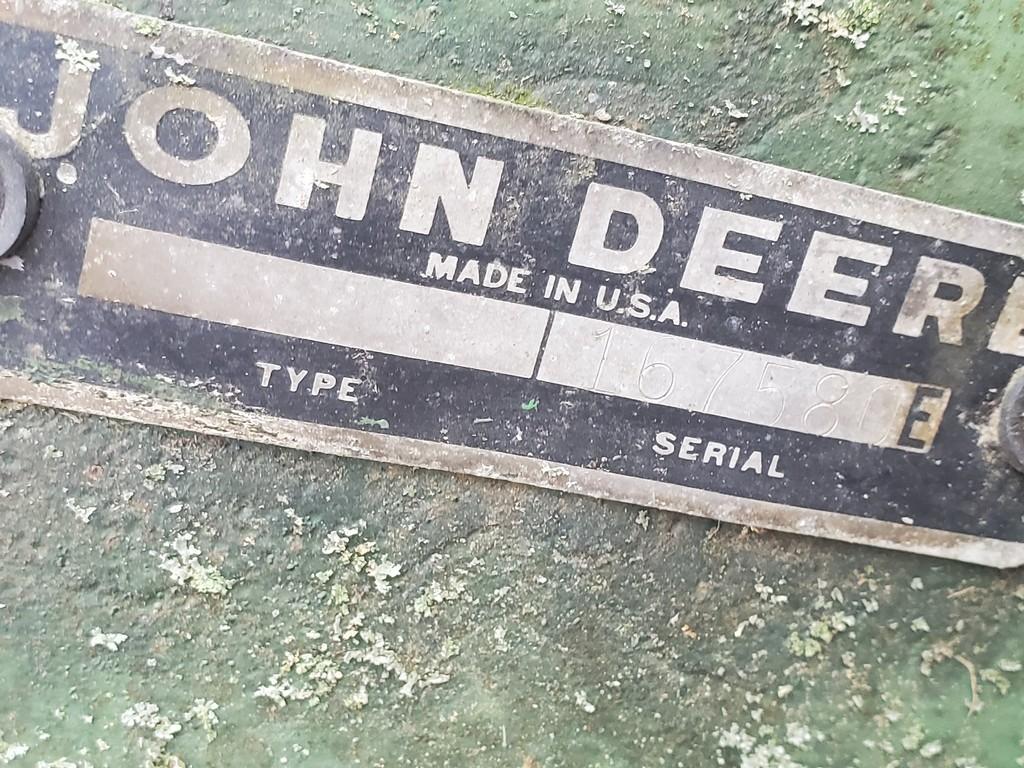 JOHN DEERE
MADE IN U.S.A.
167580E
TYPE
SERIAL